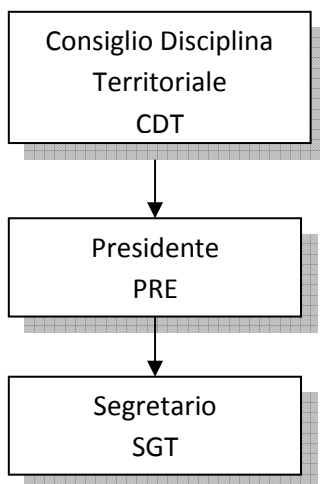 Consiglio Disciplina
Territoriale
CDT
Presidente
PRE
Segretario
SGT